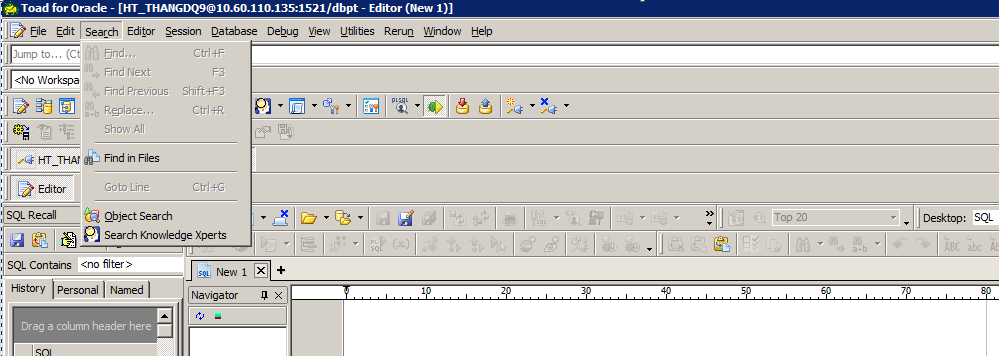 Toad for Oracle - [HT_THANGDQ9@10.60.110.135:1521/dbpt - Editor (New 1)]
File Edit Search Editor Session Database Debug View Utilities Rerun Window Help
Jump to... (Ct
Find... Ctrl+F
<No Workspa
Find Next F3
Find Previous Shift+F3
Replace... Ctrl+R
Show All
HT_THAN
Find in Files
Editor
Goto Line Ctrl+G
SQL Recall
Object Search
Top 20
Desktop: SQL
Search Knowledge Xperts
SQL Contains <no filter>
SQL New 1
History Personal Named
Navigator
0 10 20 30 40 50 60 70 80
Drag a column header here
SQL